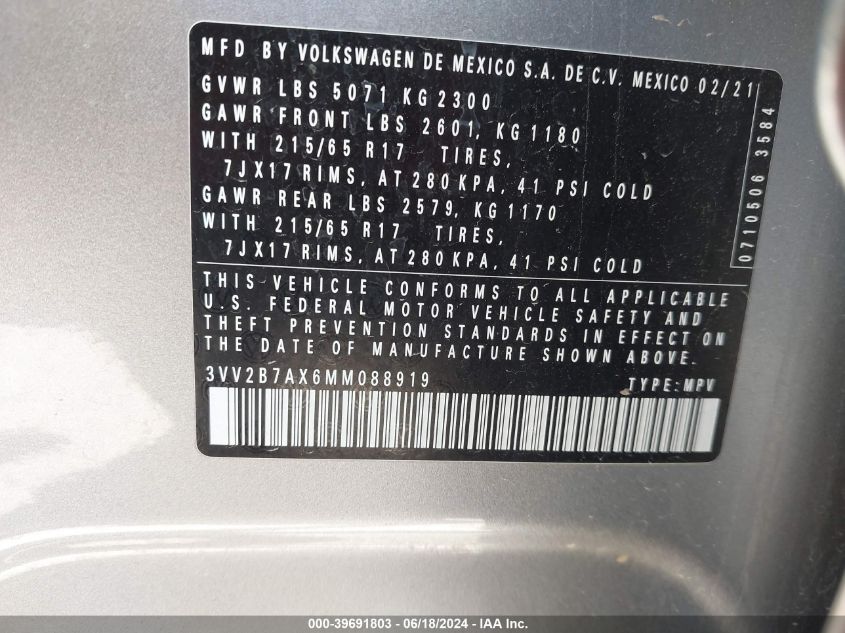 MFD BY VOLKSWAGEN DE MEXICO S.A. DE C.V. MEXICO 02/21
GVWR LBS 5071 KG 2300
GAWR FRONT LBS 2601, KG 1180
WITH 215/65 R17 TIRES,
7JX17 RIMS, AT 280 KPA, 41 PSI COLD
GAWR REAR LBS 2579, KG 1170
WITH 215/65 R17 TIRES,
7JX17 RIMS, AT 280 KPA, 41 PSI COLD
0710506 3584
THIS VEHICLE CONFORMS TO ALL APPLICABLE
U.S. FEDERAL MOTOR VEHICLE SAFETY AND
THEFT PREVENTION STANDARDS IN EFFECT ON
THE DATE OF MANUFACTURE SHOWN ABOVE.
3VV2B7AX6MM088919 TYPE: MPV
000-39691803 - 06/18/2024 - IAA Inc.